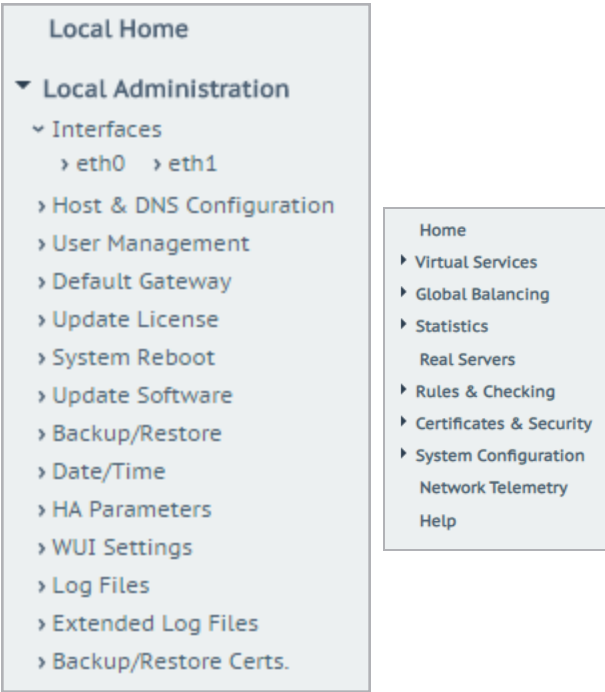 Local Home
Local Administration
Interfaces
eth0 eth1
Host & DNS Configuration
User Management
Default Gateway
Update License
System Reboot
Update Software
Backup/Restore
Date/Time
HA Parameters
WUI Settings
Log Files
Extended Log Files
Backup/Restore Certs.
Home
Virtual Services
Global Balancing
Statistics
Real Servers
Rules & Checking
Certificates & Security
System Configuration
Network Telemetry
Help